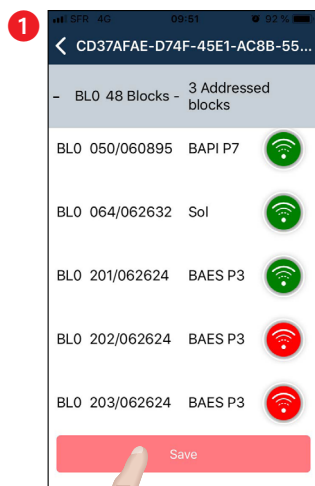 1
SFR 4G 09:51 92 %
CD37AFAE-D74F-45E1-AC8B-55...
- BL0 48 Blocks - 3 Addressed
blocks
BL0 050/060895 BAPI P7
BL0 064/062632 Sol
BL0 201/062624 BAES P3
BL0 202/062624 BAES P3
BL0 203/062624 BAES P3
Save